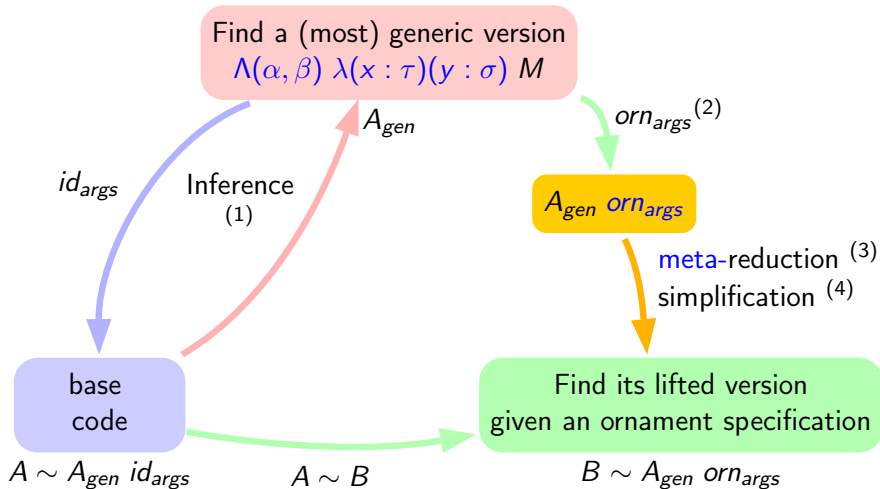 Find a (most) generic version
Λ(α, β) λ(x : τ)(y : σ) M
A_gen
orn_args (2)
id_args
Inference
(1)
A_gen orn_args
meta-reduction (3)
simplification (4)
base
code
Find its lifted version
given an ornament specification
A ∼ A_gen id_args
A ∼ B
B ∼ A_gen orn_args